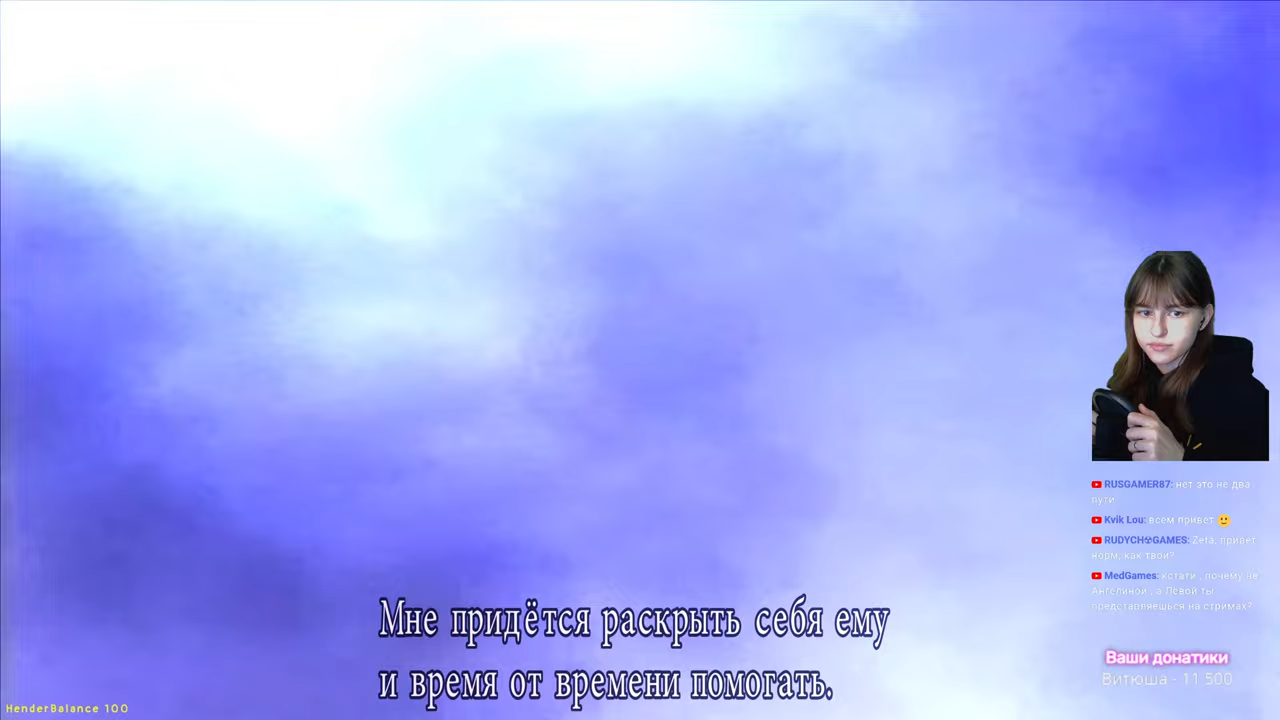 RUSGAMER87: нет это не два
пути
Kvik Lou: всем привет 🙂
RUDYCH☢GAMES: Zeta, привет
норм, как твои?
MedGames: кстати , почему не
Ангелиной , а Левой ты
предстаряешься на стримах?
Мне придётся раскрыть себя ему
и время от времени помогать.
Ваши донатики
Витюша - 11 500
HenderBalance 100